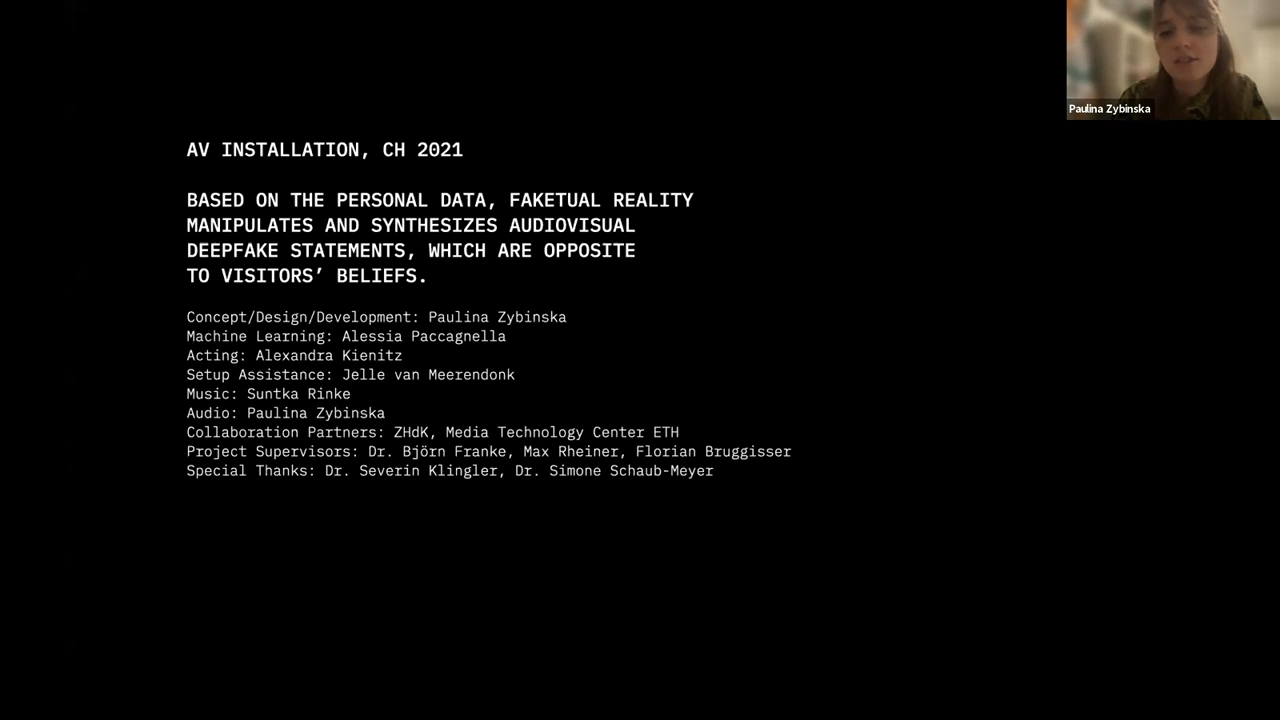 Paulina Zybinska
AV INSTALLATION, CH 2021
BASED ON THE PERSONAL DATA, FAKETUAL REALITY
MANIPULATES AND SYNTHESIZES AUDIOVISUAL
DEEPFAKE STATEMENTS, WHICH ARE OPPOSITE
TO VISITORS’ BELIEFS.
Concept/Design/Development: Paulina Zybinska
Machine Learning: Alessia Paccagnella
Acting: Alexandra Kienitz
Setup Assistance: Jelle van Meerendonk
Music: Suntka Rinke
Audio: Paulina Zybinska
Collaboration Partners: ZHdK, Media Technology Center ETH
Project Supervisors: Dr. Björn Franke, Max Rheiner, Florian Bruggisser
Special Thanks: Dr. Severin Klingler, Dr. Simone Schaub-Meyer